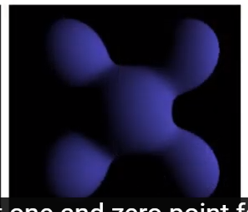 one and zero point